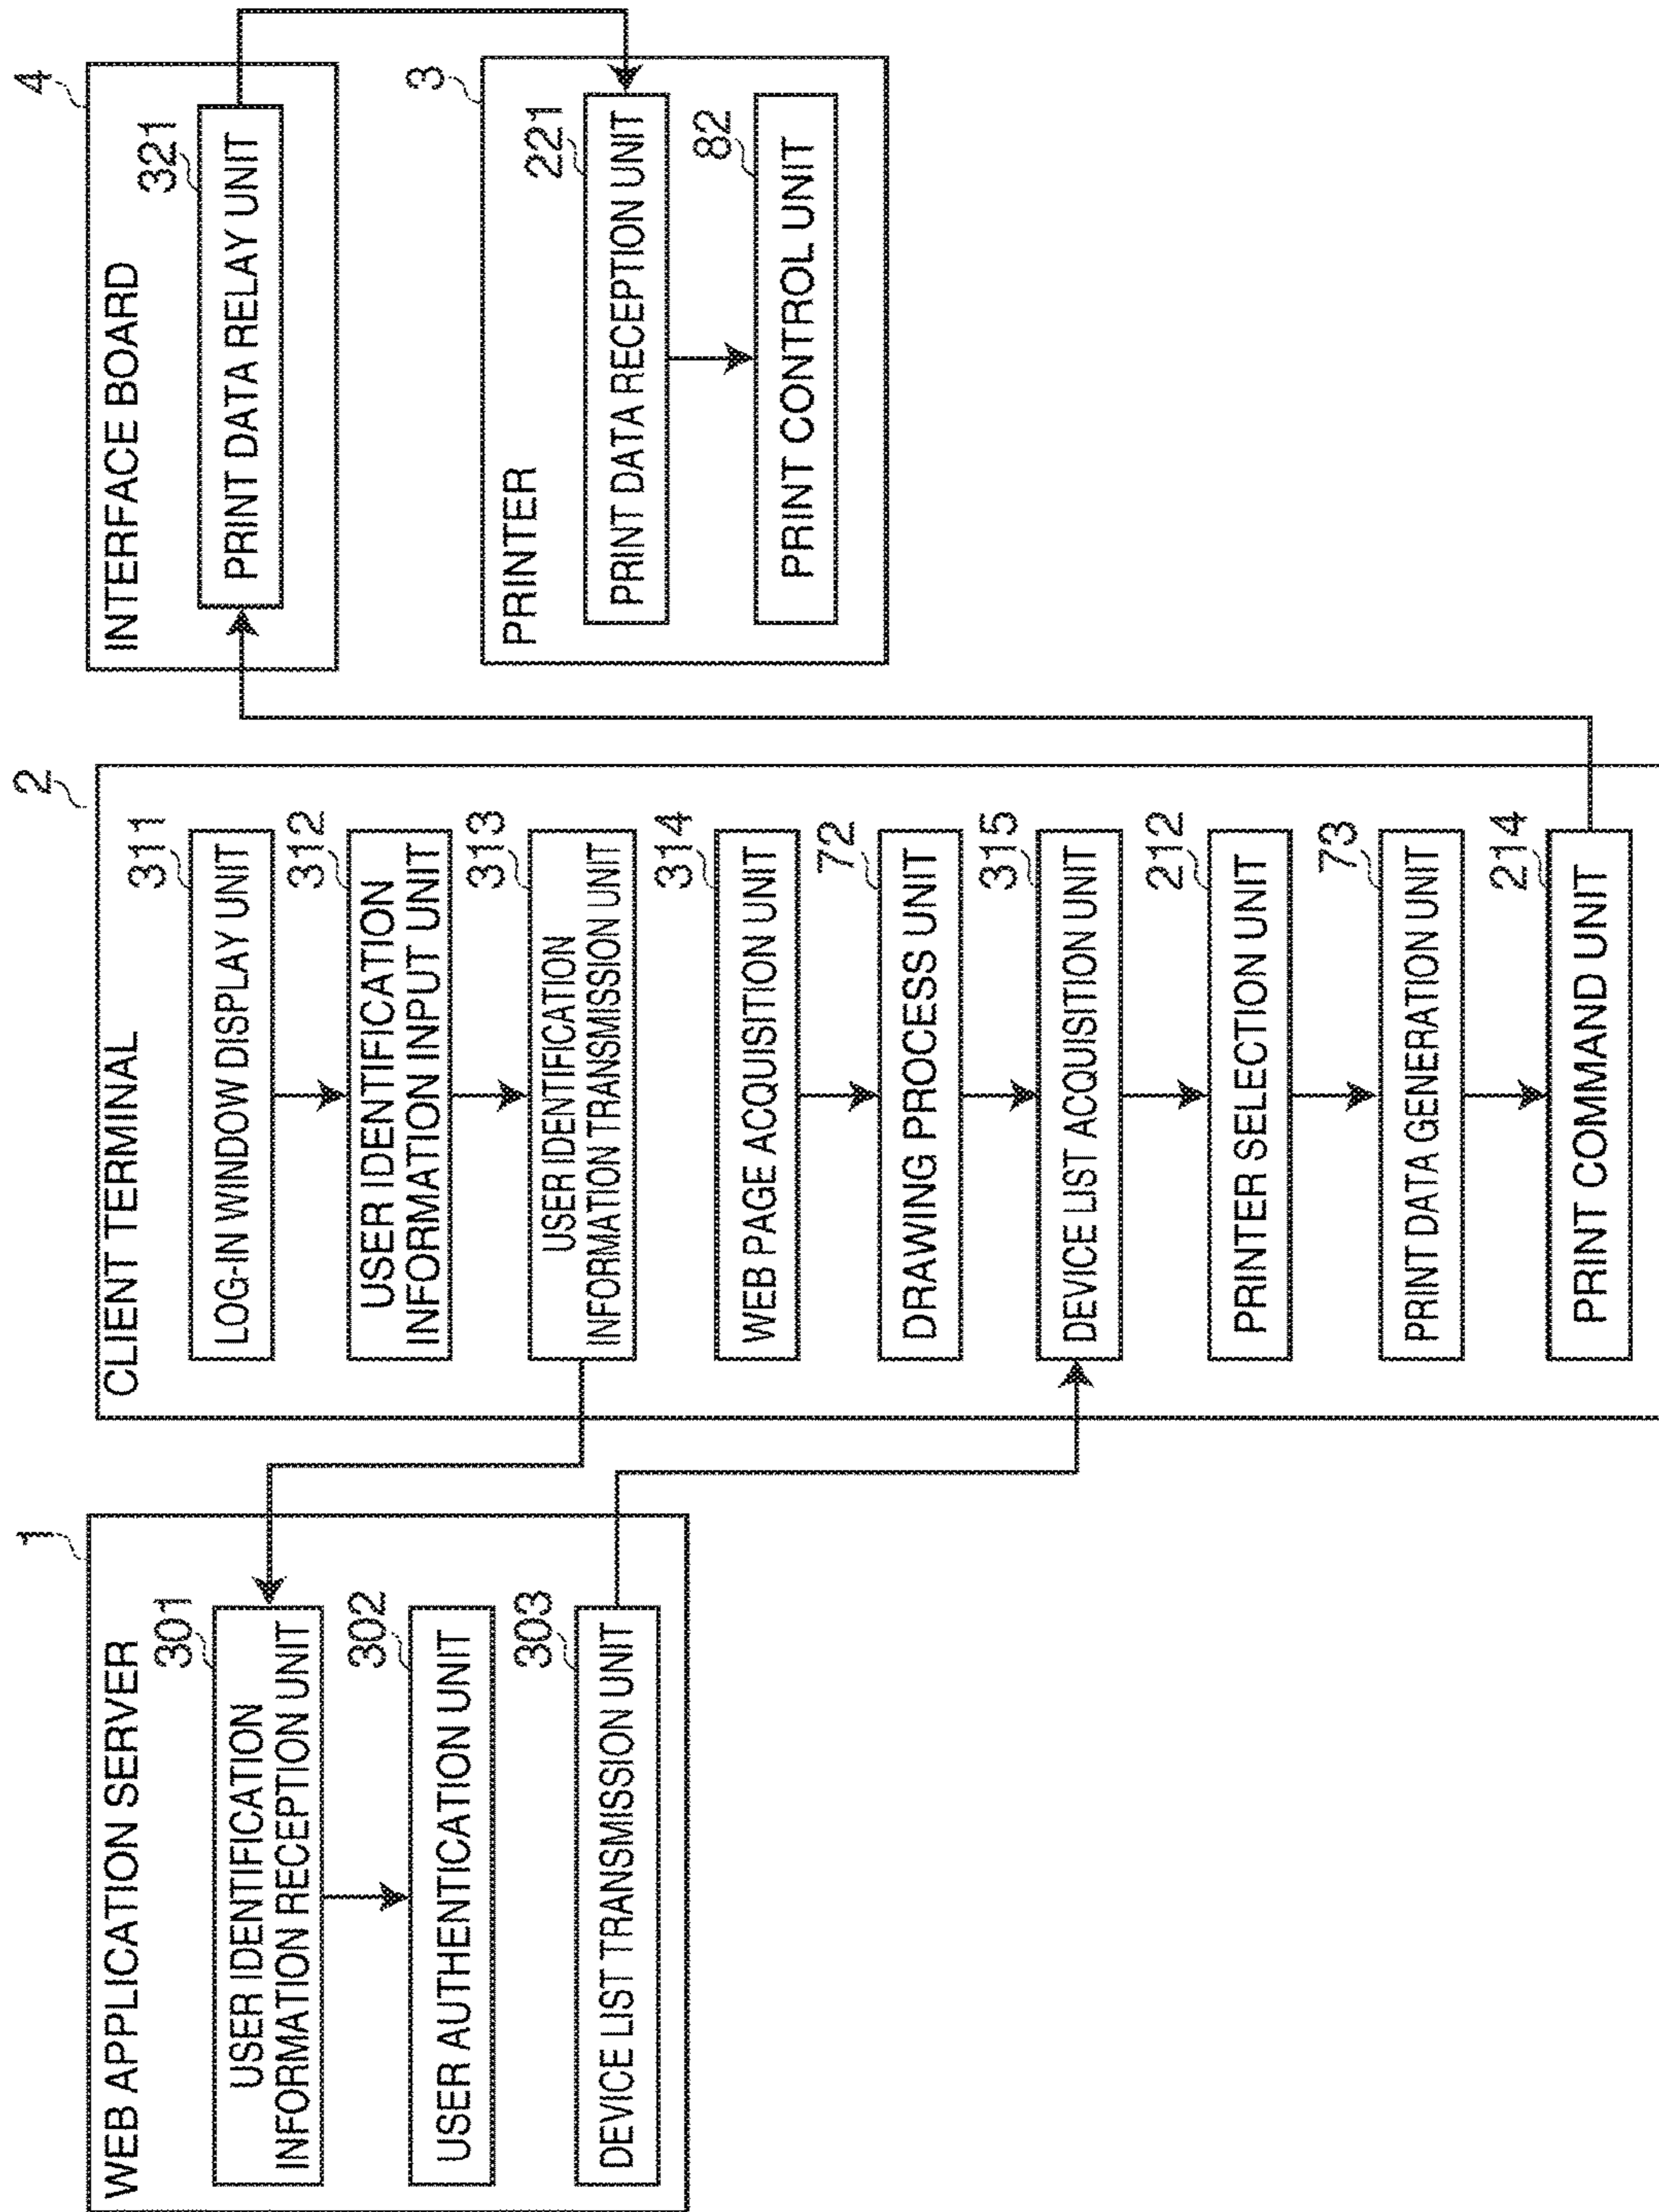 WEB APPLICATION SERVER
1
301
USER IDENTIFICATION
INFORMATION RECEPTION UNIT
302
USER AUTHENTICATION UNIT
303
DEVICE LIST TRANSMISSION UNIT
CLIENT TERMINAL
2
311
LOG-IN WINDOW DISPLAY UNIT
312
USER IDENTIFICATION
INFORMATION INPUT UNIT
313
USER IDENTIFICATION
INFORMATION TRANSMISSION UNIT
314
WEB PAGE ACQUISITION UNIT
72
DRAWING PROCESS UNIT
315
DEVICE LIST ACQUISITION UNIT
212
PRINTER SELECTION UNIT
73
PRINT DATA GENERATION UNIT
214
PRINT COMMAND UNIT
INTERFACE BOARD
4
321
PRINT DATA RELAY UNIT
PRINTER
3
221
PRINT DATA RECEPTION UNIT
82
PRINT CONTROL UNIT